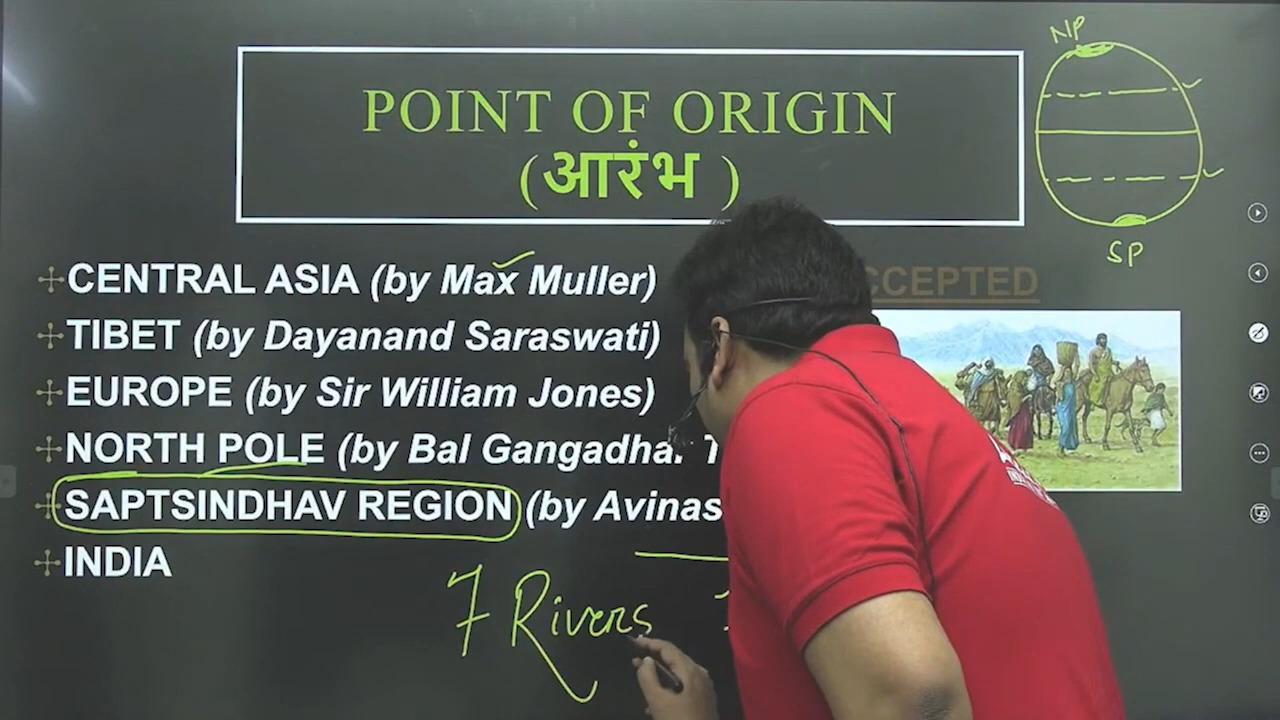 NP
POINT OF ORIGIN
(आरंभ )
SP
CENTRAL ASIA (by Max Muller)
TIBET (by Dayanand Saraswati)
EUROPE (by Sir William Jones)
NORTH POLE (by Bal Gangadha
SAPTSINDHAV REGION (by Avinas
INDIA
7 Rivers
CCEPTED